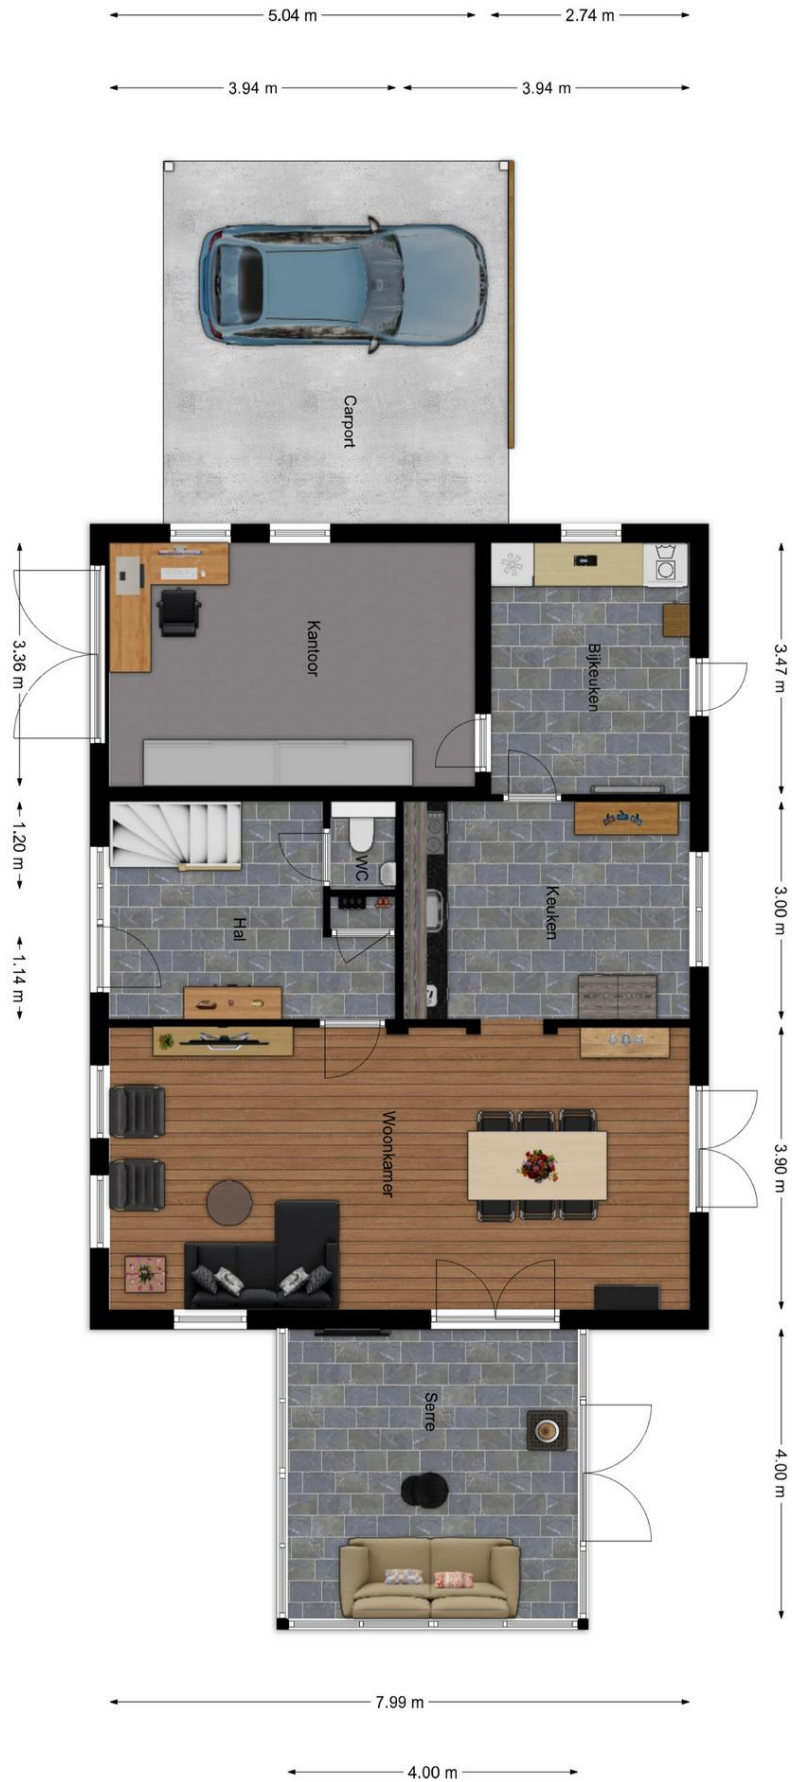 5.04 m
2.74 m
3.94 m
3.94 m
Carport
3.36 m
Kantoor
Bijkeuken
3.47 m
1.20 m
WC
Hal
Keuken
3.00 m
1.14 m
Woonkamer
3.90 m
Serre
4.00 m
7.99 m
4.00 m